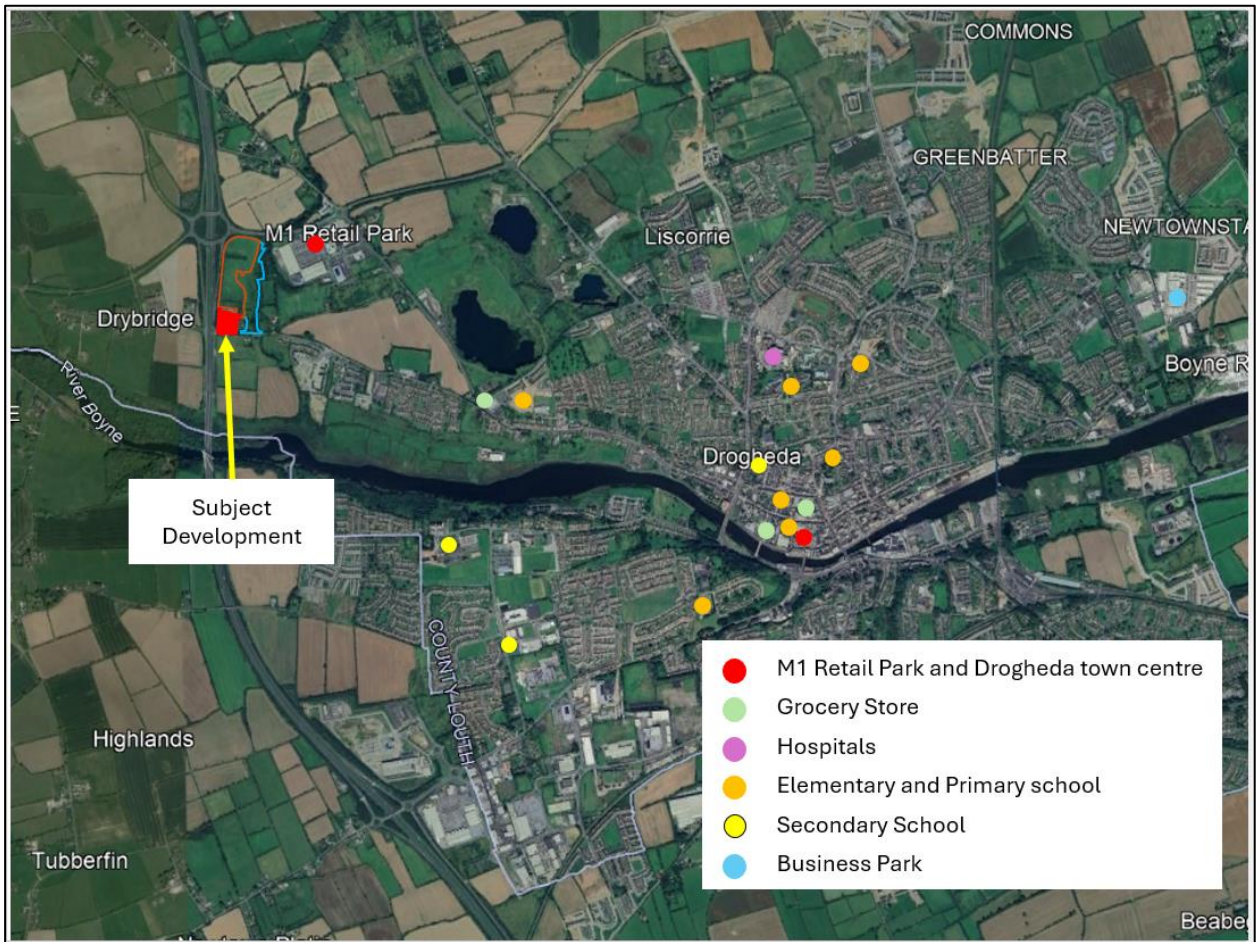 COMMONS
GREENBATTER
NEWTOWNSTA
M1 Retail Park
Liscorrie
Drybridge
Boyne R
River Boyne
E
Drogheda
Subject
Development
COUNTY LOUTH
Highlands
Tubberfin
M1 Retail Park and Drogheda town centre
Grocery Store
Hospitals
Elementary and Primary school
Secondary School
Business Park
Beabe